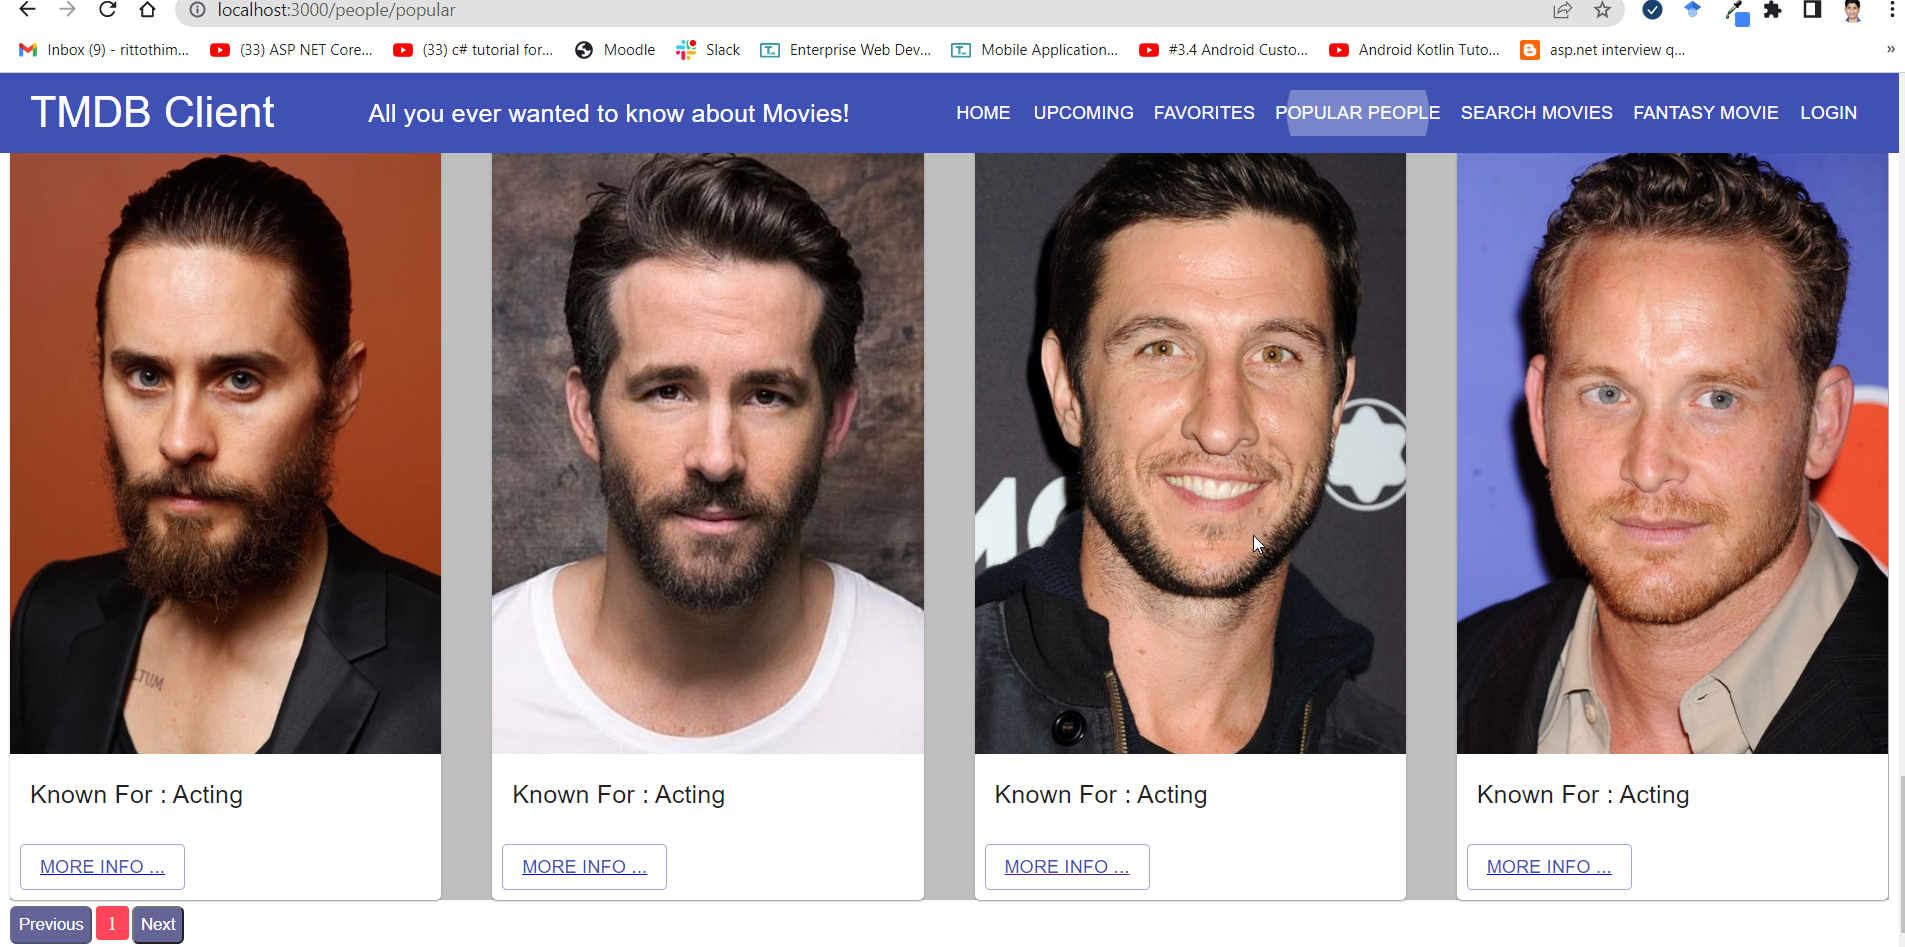 localhost:3000/people/popular
Inbox (9) - rittothim... (33) ASP NET Core... (33) c# tutorial for... Moodle Slack Enterprise Web Dev... Mobile Application... #3.4 Android Custo... Android Kotlin Tuto... asp.net interview q... »
TMDB Client All you ever wanted to know about Movies! HOME UPCOMING FAVORITES POPULAR PEOPLE SEARCH MOVIES FANTASY MOVIE LOGIN
LTUM
Known For : Acting Known For : Acting Known For : Acting Known For : Acting
MORE INFO ... MORE INFO ... MORE INFO ... MORE INFO ...
Previous 1 Next